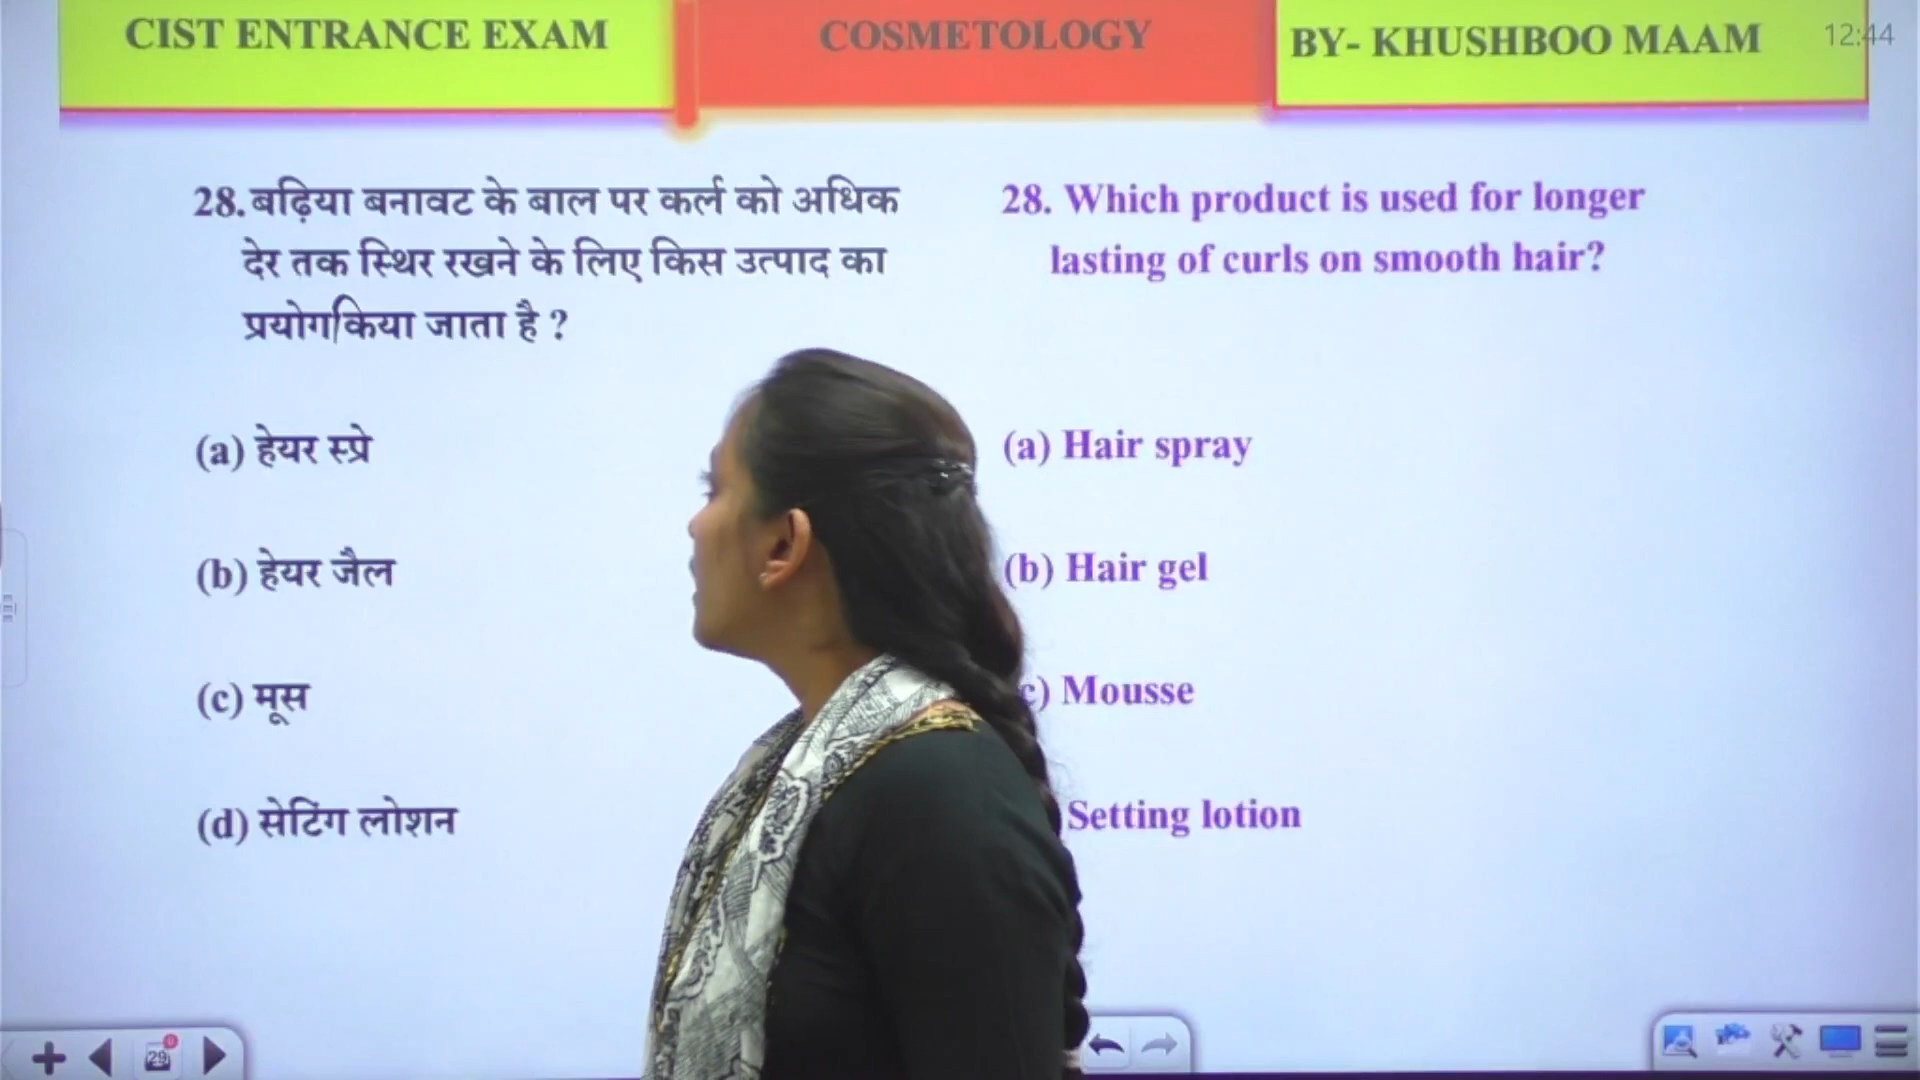 CIST ENTRANCE EXAM
COSMETOLOGY
BY- KHUSHBOO MAAM
12:44
28. बढ़िया बनावट के बाल पर कर्ल को अधिक
देर तक स्थिर रखने के लिए किस उत्पाद का
प्रयोग किया जाता है ?
(a) हेयर स्प्रे
(b) हेयर जैल
(c) मूस
(d) सेटिंग लोशन
28. Which product is used for longer
lasting of curls on smooth hair?
(a) Hair spray
(b) Hair gel
c) Mousse
Setting lotion
29